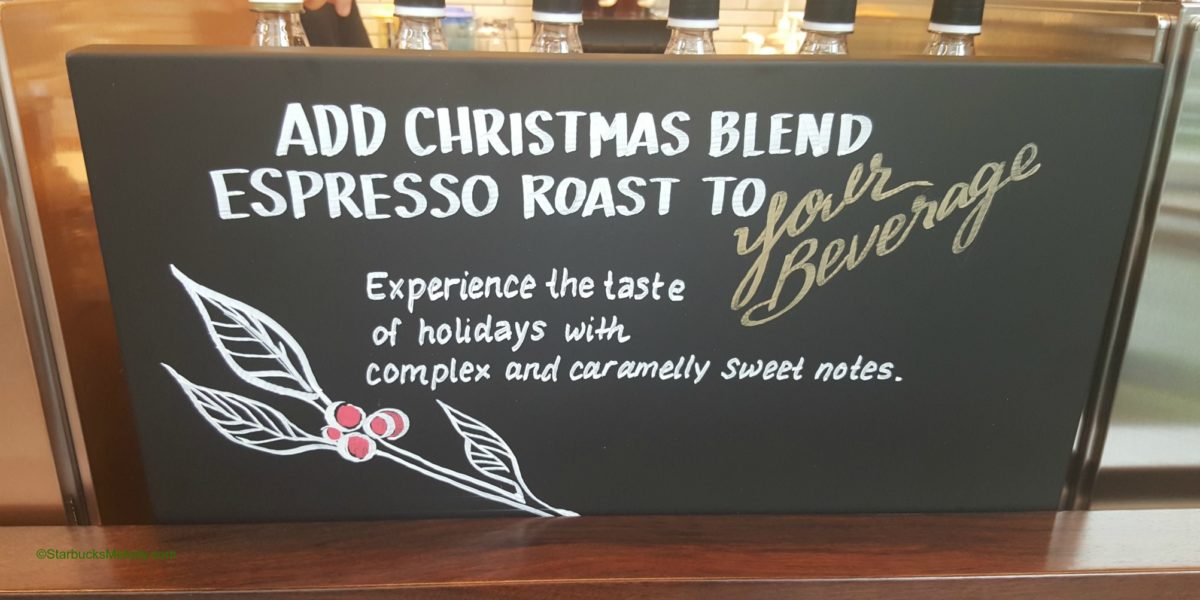 ADD CHRISTMAS BLEND
ESPRESSO ROAST TO your
Beverage
Experience the taste
of holidays with
complex and caramelly sweet notes.
©StarbucksMelody.com